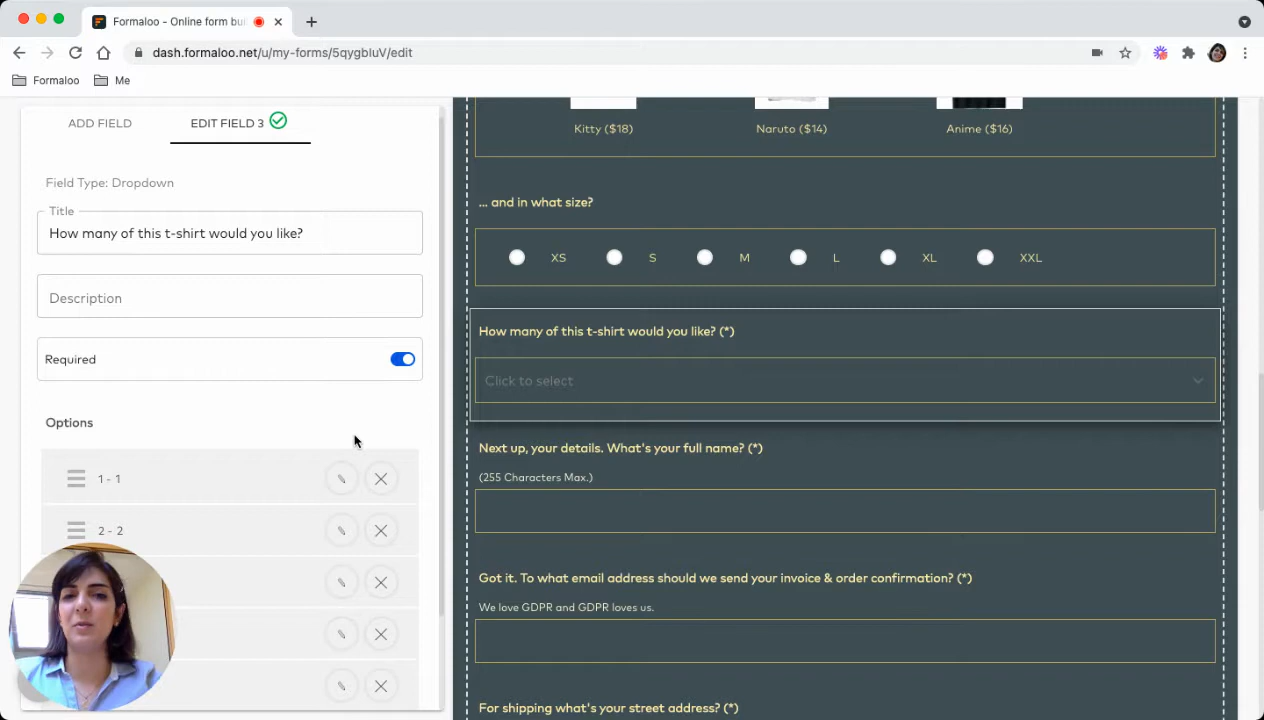 Formaloo - Online form bu
dash.formaloo.net/u/my-forms/5qygbluV/edit
Formaloo
Me
ADD FIELD
EDIT FIELD 3
Field Type: Dropdown
Title
How many of this t-shirt would you like?
Description
Required
Options
1 - 1
2 - 2
Kitty ($18)
Naruto ($14)
Anime ($16)
... and in what size?
XS
S
M
L
XL
XXL
How many of this t-shirt would you like? (*)
Click to select
Next up, your details. What's your full name? (*)
(255 Characters Max.)
Got it. To what email address should we send your invoice & order confirmation? (*)
We love GDPR and GDPR loves us.
For shipping what's your street address? (*)